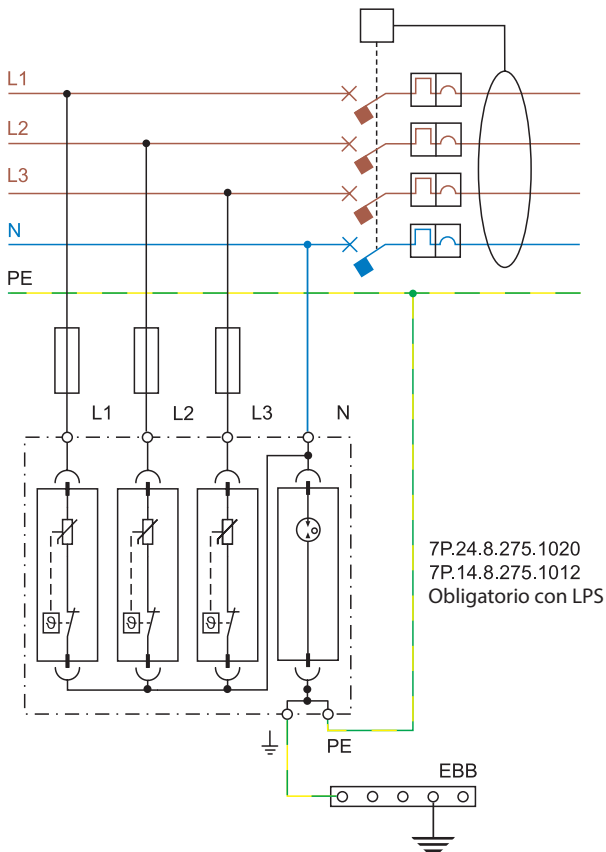 L1
L2
L3
N
PE
L1
L2
L3
N
ϑ
ϑ
ϑ
7P.24.8.275.1020
7P.14.8.275.1012
Obligatorio con LPS
PE
EBB